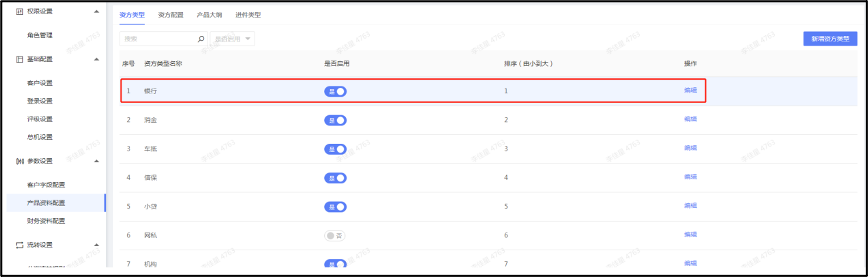 权限设置
角色管理
基础配置
客户设置
登录设置
评级设置
总机设置
参数设置
客户字段配置
产品资料配置
财务资料配置
流转设置
资方类型 资方配置 产品大纲 进件类型
搜索 是否启用 新增资方类型
序号 资方类型名称 是否启用 排序（由小到大） 操作
1 银行 是 1 编辑
2 消金 是 2 编辑
3 车抵 是 3 编辑
4 信保 是 4 编辑
5 小贷 是 5 编辑
6 网私 否 6 编辑
7 机构 是 7 编辑